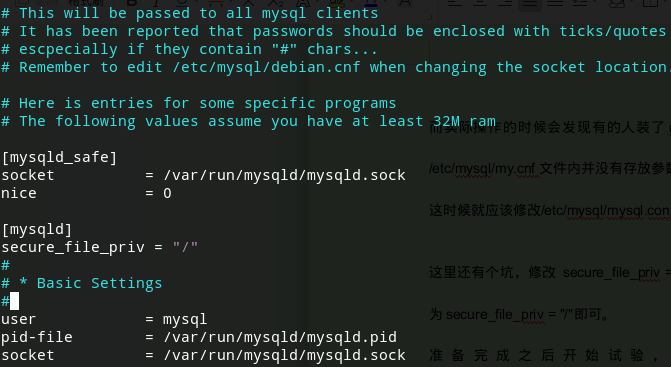 # This will be passed to all mysql clients
# It has been reported that passwords should be enclosed with ticks/quotes
# escpecially if they contain "#" chars...
# Remember to edit /etc/mysql/debian.cnf when changing the socket location.
# Here is entries for some specific programs
# The following values assume you have at least 32M ram
[mysqld_safe]
socket = /var/run/mysqld/mysqld.sock
nice = 0
[mysqld]
secure_file_priv = "/"
#
# * Basic Settings
#
user = mysql
pid-file = /var/run/mysqld/mysqld.pid
socket = /var/run/mysqld/mysqld.sock
而实际操作的时候会发现有的人装了
/etc/mysql/my.cnf 文件内并没有存放参数
这时候就应该修改/etc/mysql/mysql.con
这里还有个坑，修改 secure_file_priv =
为 secure_file_priv = "/"即可。
准备完成之后开始试验，